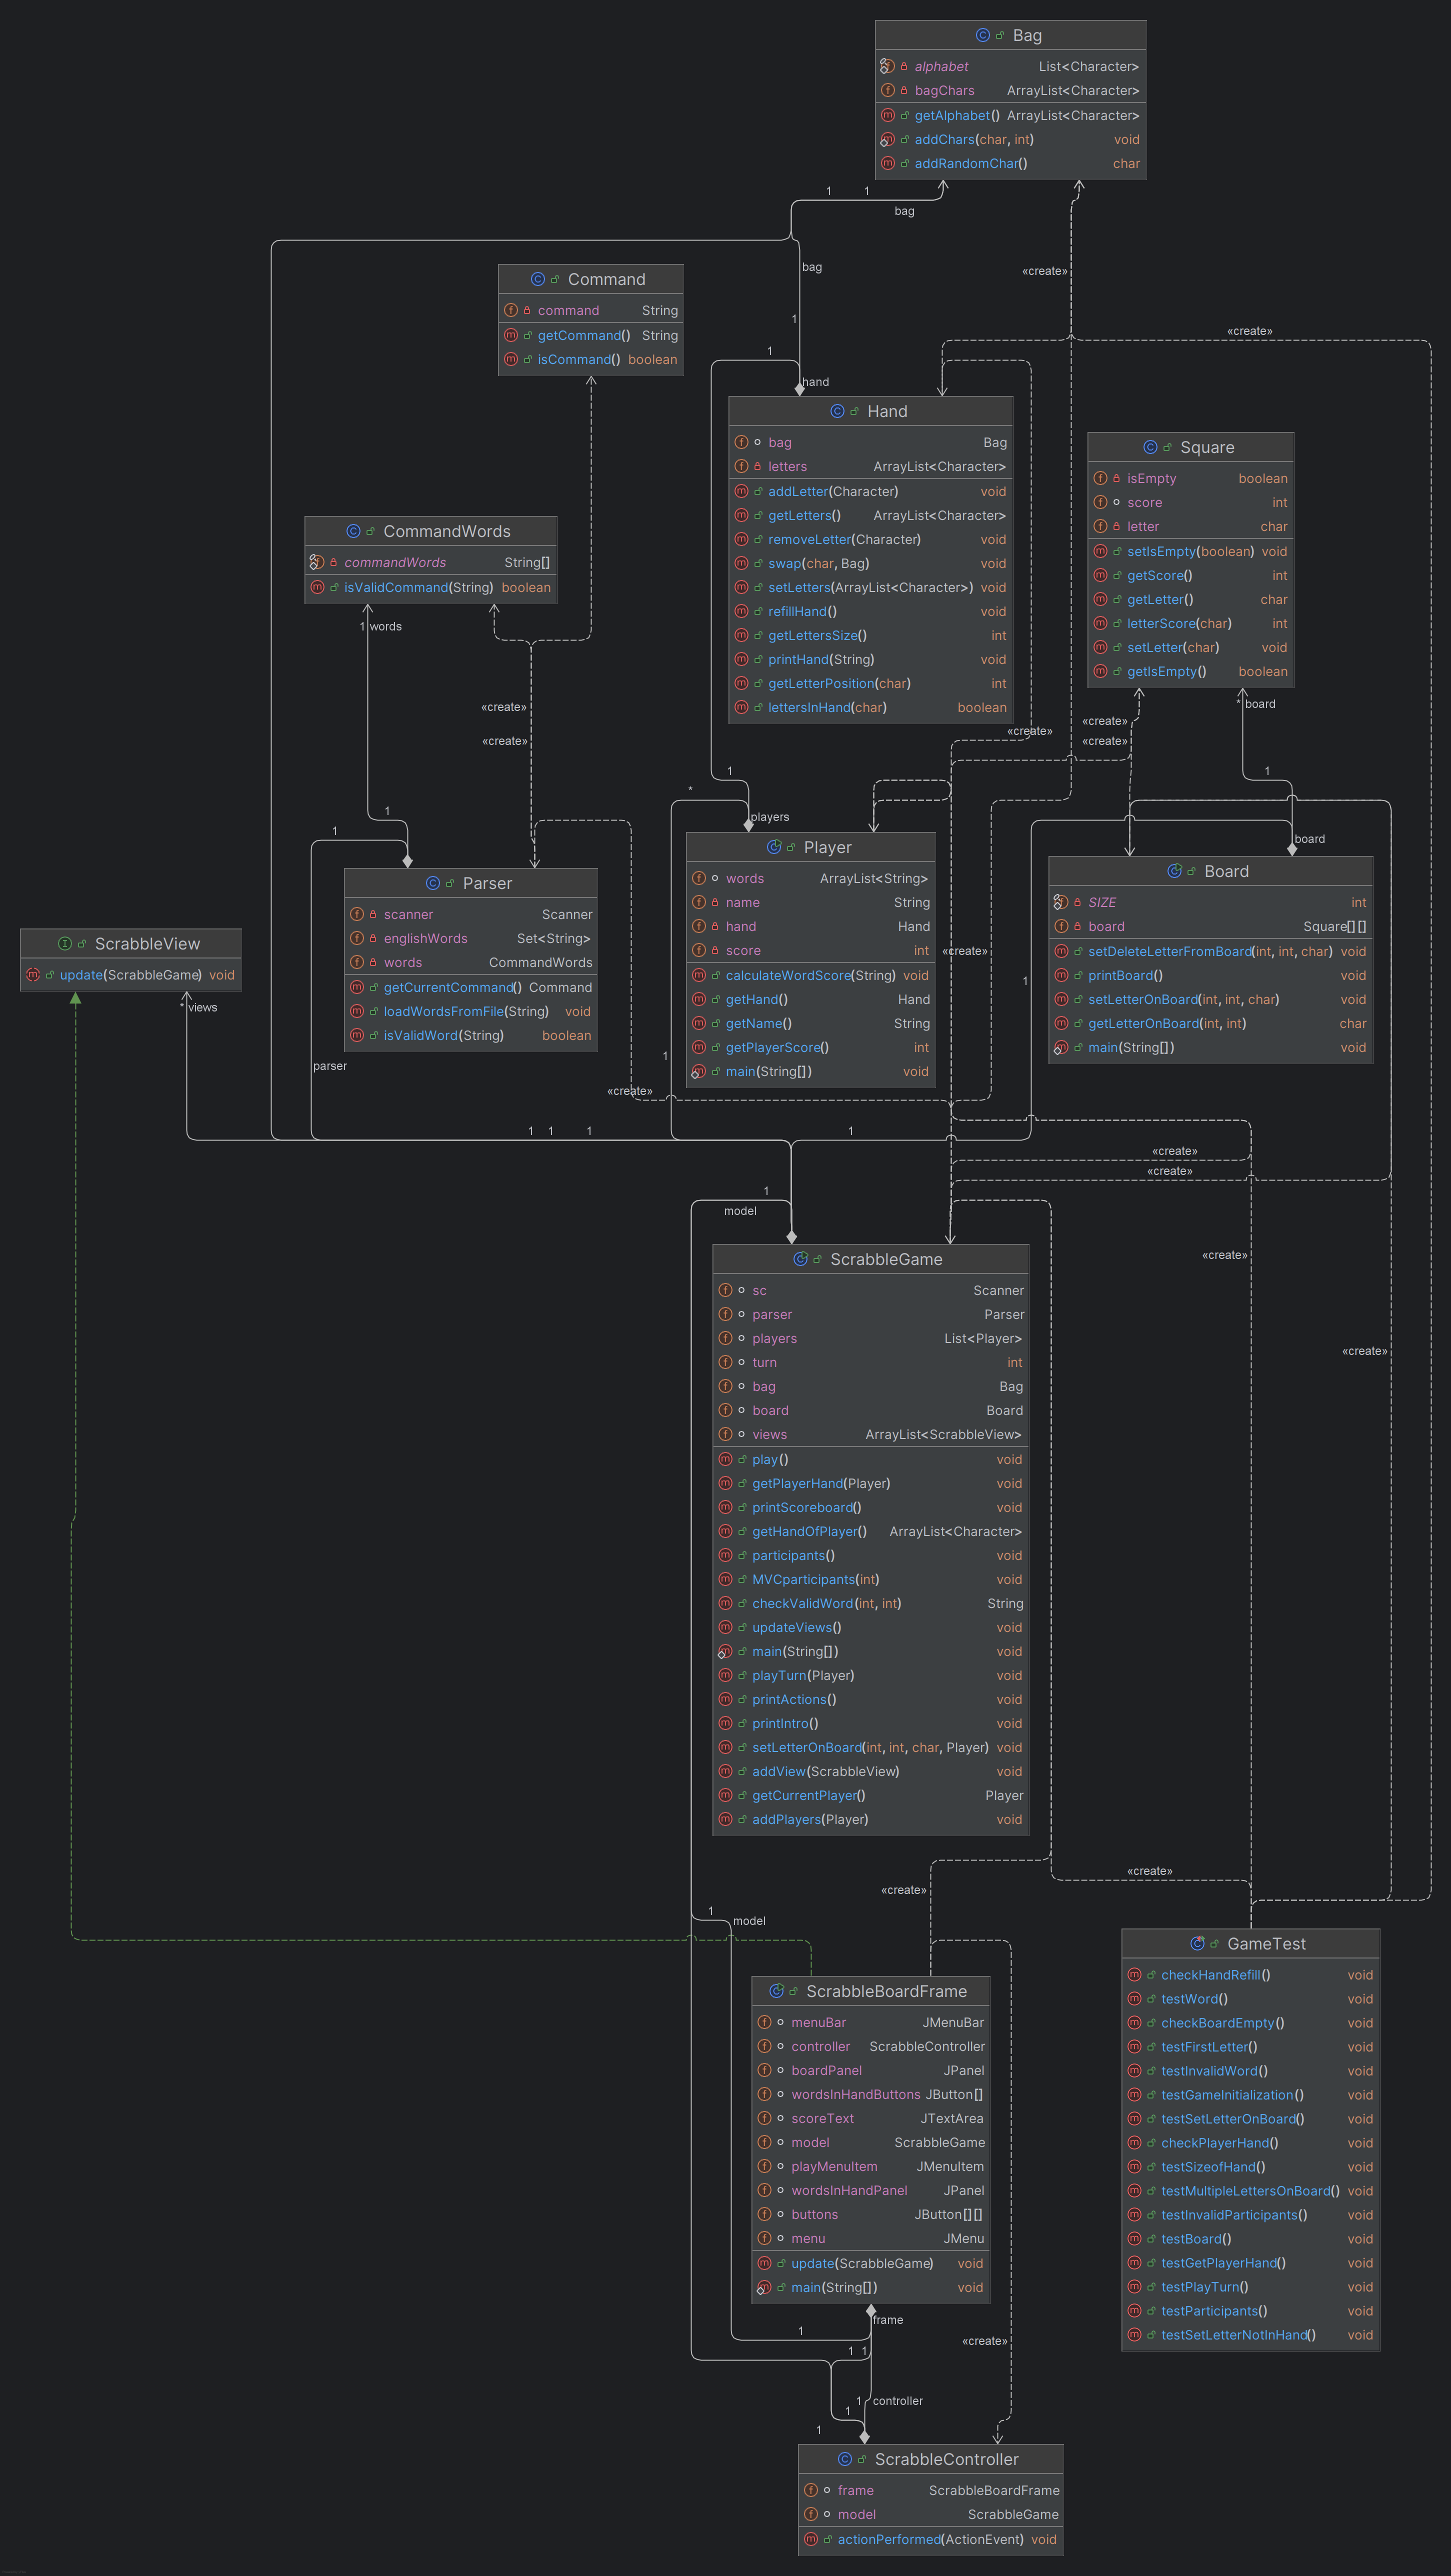 Bag
alphabet List<Character>
bagChars ArrayList<Character>
getAlphabet() ArrayList<Character>
addChars(char, int) void
addRandomChar() char
1 1
bag
bag
«create»
«create»
1
1
hand
Command
command String
getCommand() String
isCommand() boolean
Hand
bag Bag
letters ArrayList<Character>
addLetter(Character) void
getLetters() ArrayList<Character>
removeLetter(Character) void
swap(char, Bag) void
setLetters(ArrayList<Character>) void
refillHand() void
getLettersSize() int
printHand(String) void
getLetterPosition(char) int
lettersInHand(char) boolean
Square
isEmpty boolean
score int
letter char
setIsEmpty(boolean) void
getScore() int
getLetter() char
letterScore(char) int
setLetter(char) void
getIsEmpty() boolean
CommandWords
commandWords String[]
isValidCommand(String) boolean
1 words
«create»
«create»
«create»
«create»
«create»
* board
1
1
*
players
1
1
board
Parser
scanner Scanner
englishWords Set<String>
words CommandWords
getCurrentCommand() Command
loadWordsFromFile(String) void
isValidWord(String) boolean
Player
words ArrayList<String>
name String
hand Hand
score int
calculateWordScore(String) void
getHand() Hand
getName() String
getPlayerScore() int
main(String[]) void
Board
SIZE int
board Square[][]
setDeleteLetterFromBoard(int, int, char) void
printBoard() void
setLetterOnBoard(int, int, char) void
getLetterOnBoard(int, int) char
main(String[]) void
ScrabbleView
update(ScrabbleGame) void
* views
parser
«create»
1
1
«create»
1 1 1
1
«create»
«create»
1
model
«create»
«create»
ScrabbleGame
sc Scanner
parser Parser
players List<Player>
turn int
bag Bag
board Board
views ArrayList<ScrabbleView>
play() void
getPlayerHand(Player) void
printScoreboard() void
getHandOfPlayer() ArrayList<Character>
participants() void
MVCparticipants(int) void
checkValidWord(int, int) String
updateViews() void
main(String[]) void
playTurn(Player) void
printActions() void
printIntro() void
setLetterOnBoard(int, int, char, Player) void
addView(ScrabbleView) void
getCurrentPlayer() Player
addPlayers(Player) void
«create»
«create»
1
model
ScrabbleBoardFrame
menuBar JMenuBar
controller ScrabbleController
boardPanel JPanel
wordsInHandButtons JButton[]
scoreText JTextArea
model ScrabbleGame
playMenuItem JMenuItem
wordsInHandPanel JPanel
buttons JButton[][]
menu JMenu
update(ScrabbleGame) void
main(String[]) void
GameTest
checkHandRefill() void
testWord() void
checkBoardEmpty() void
testFirstLetter() void
testInvalidWord() void
testGameInitialization() void
testSetLetterOnBoard() void
checkPlayerHand() void
testSizeofHand() void
testMultipleLettersOnBoard() void
testInvalidParticipants() void
testBoard() void
testGetPlayerHand() void
testPlayTurn() void
testParticipants() void
testSetLetterNotInHand() void
frame
1
«create»
1 1
1 controller
1
1
ScrabbleController
frame ScrabbleBoardFrame
model ScrabbleGame
actionPerformed(ActionEvent) void